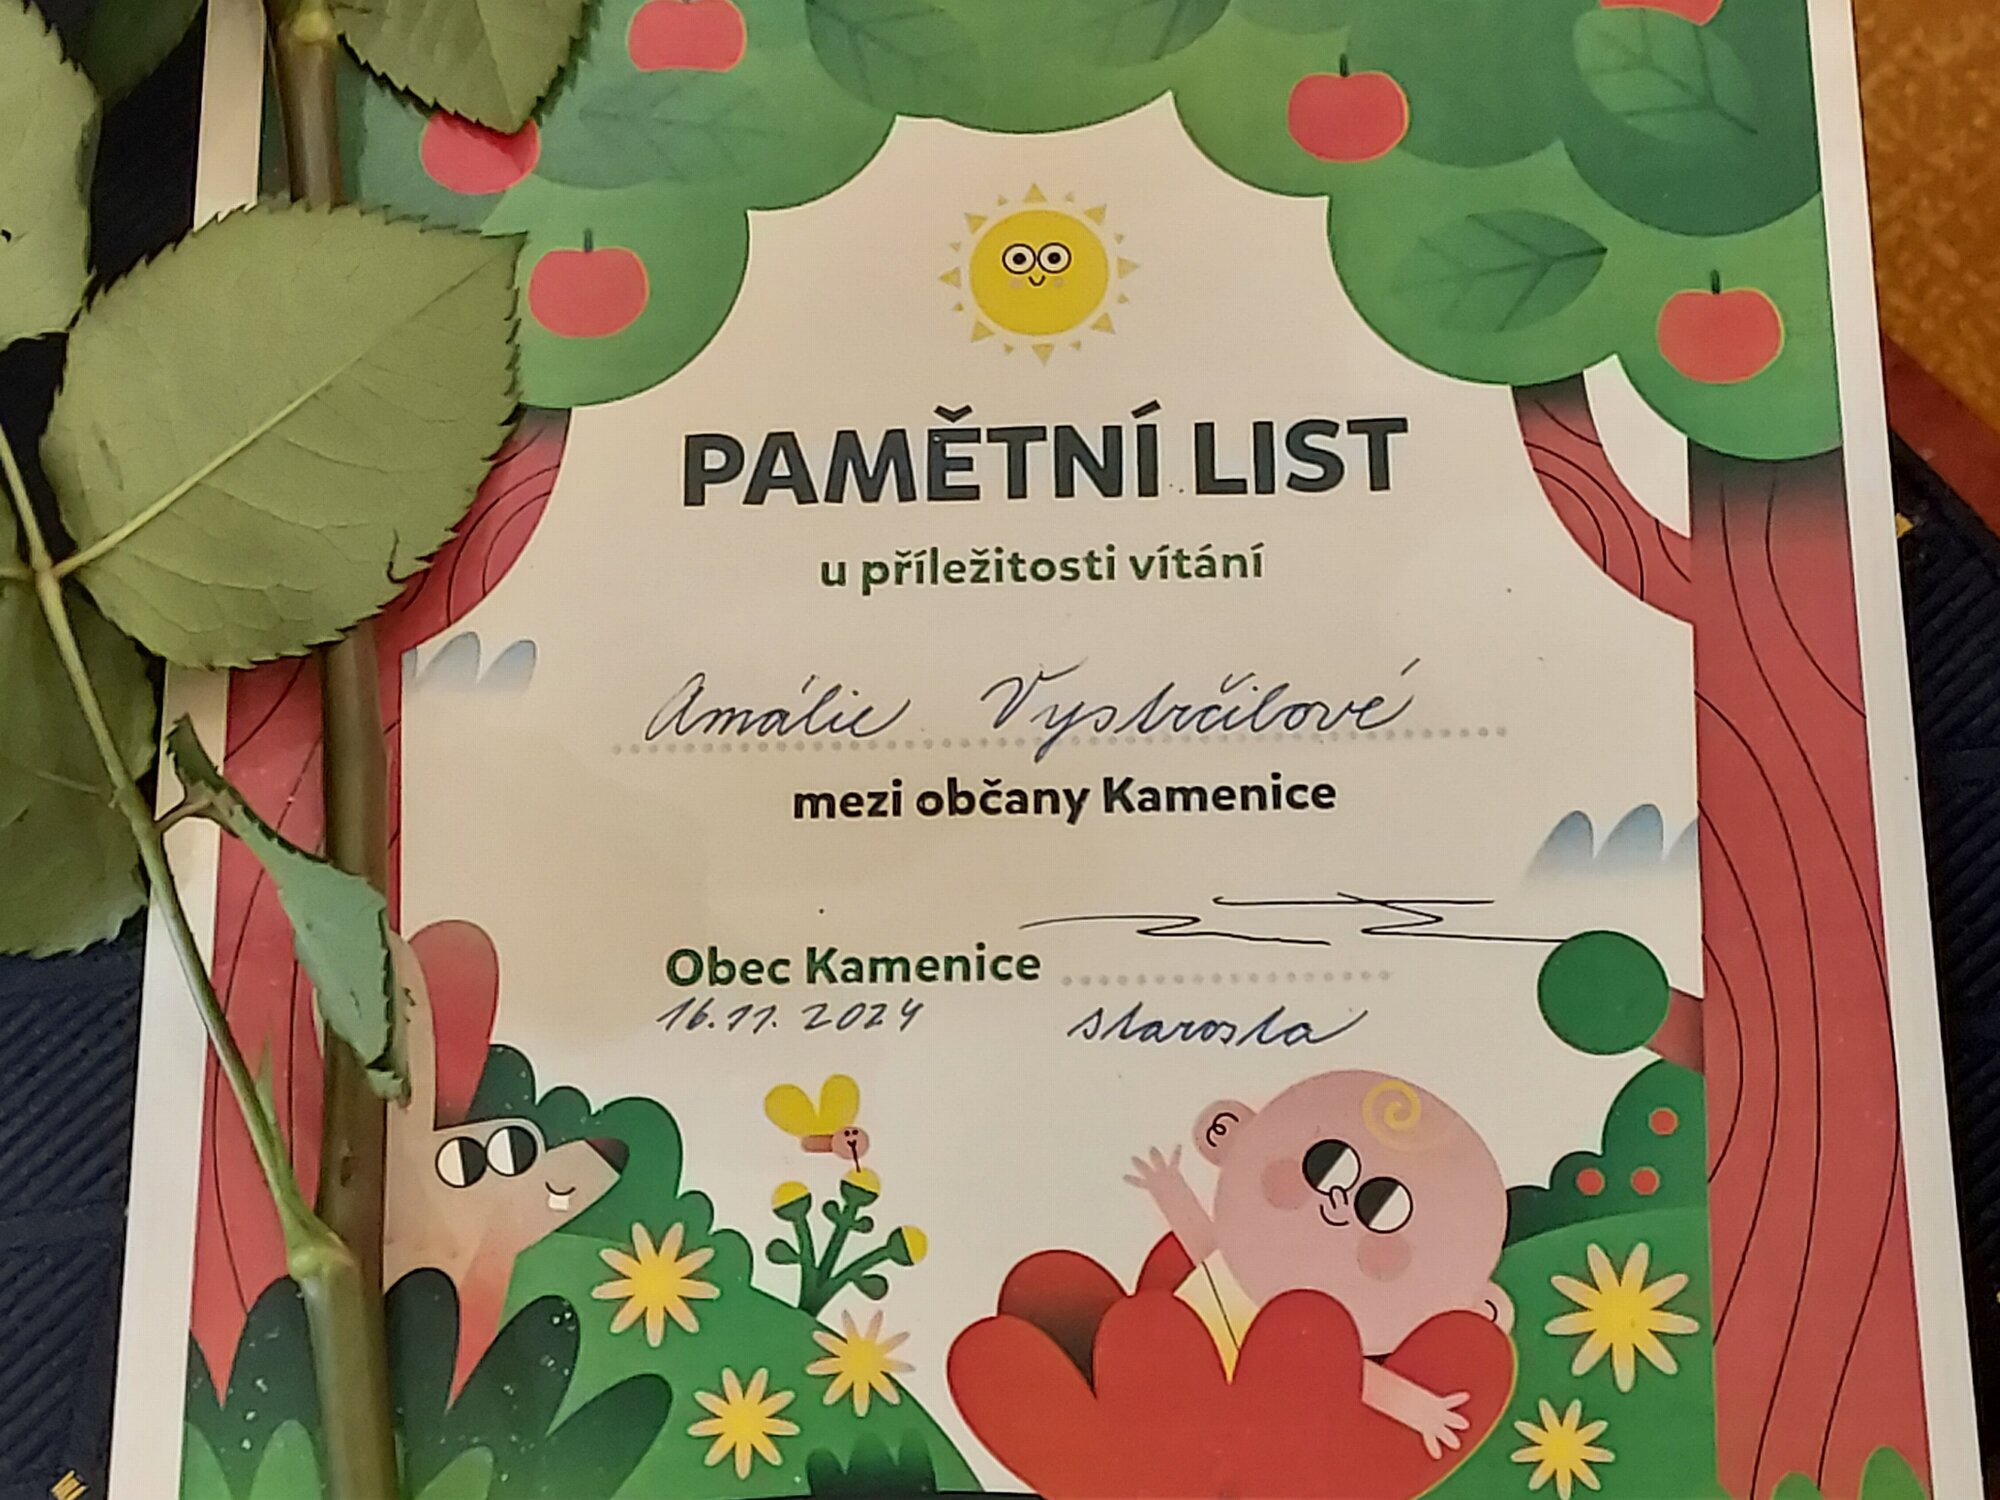 PAMĚTNÍ LIST
u příležitosti vítání
Amálie Vystrčilové
mezi občany Kamenice
Obec Kamenice
16.11. 2024 starosta